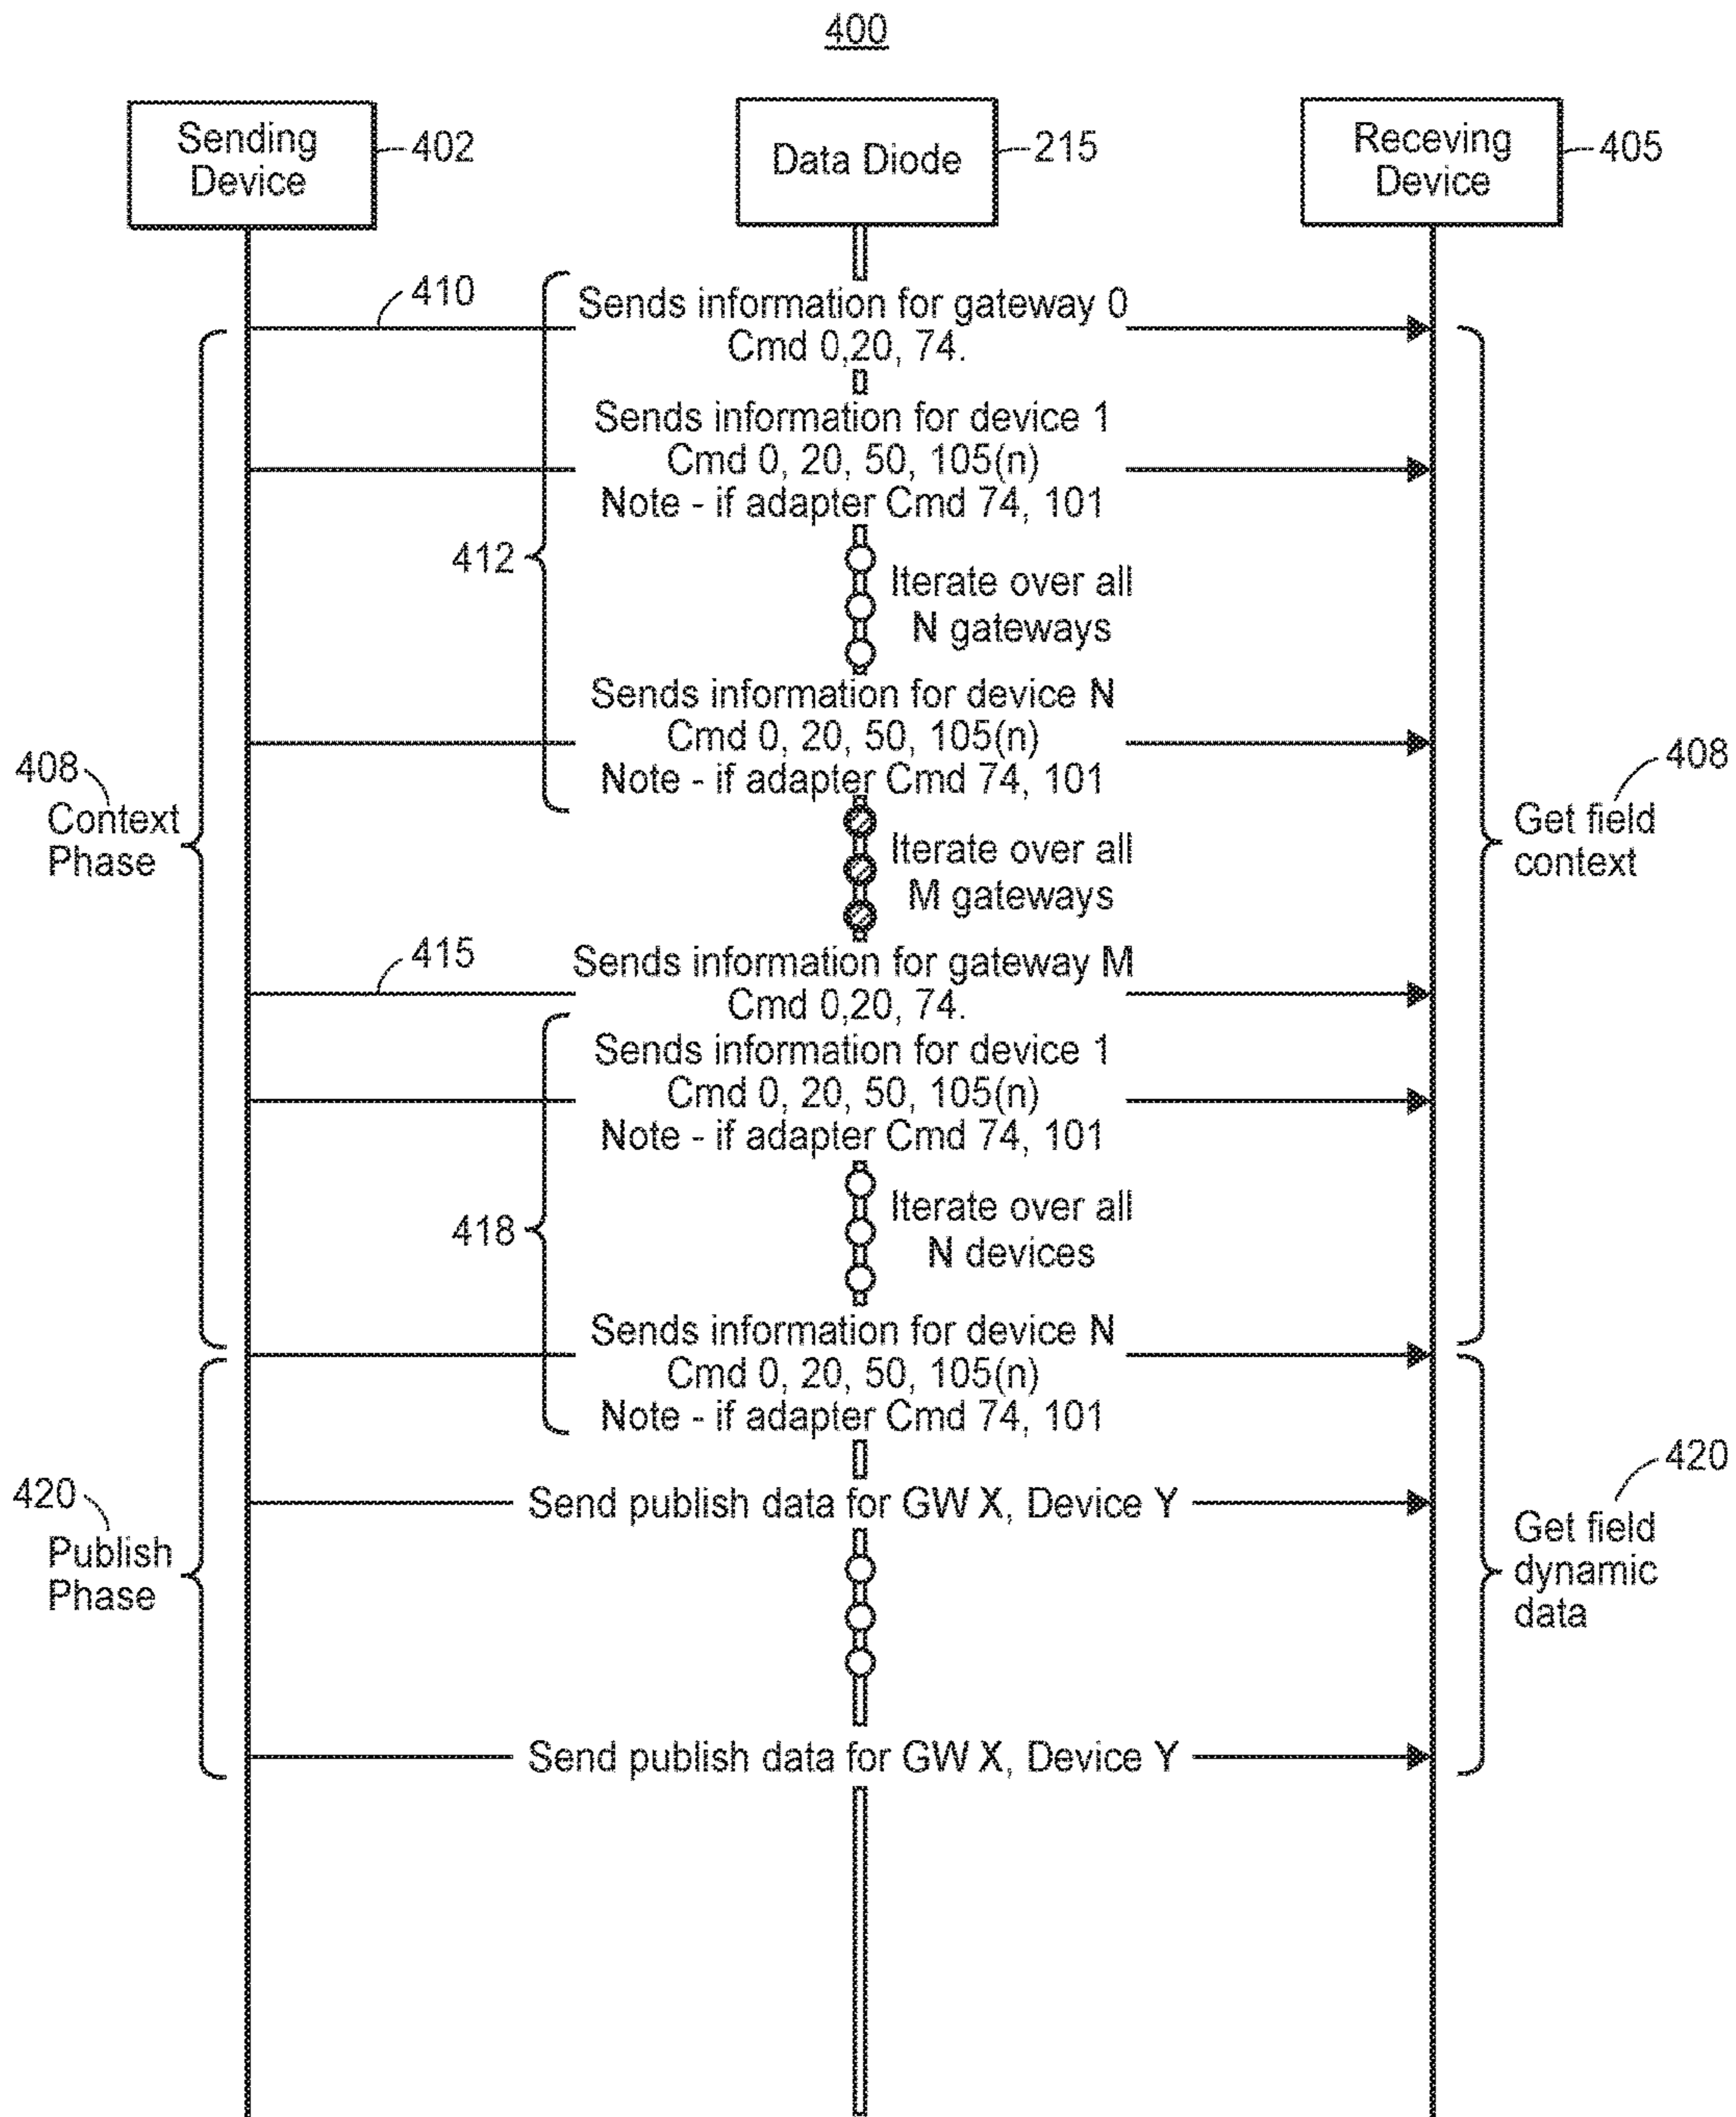 400
Sending
Device
402
Data Diode
215
Receving
Device
405
410
Sends information for gateway 0
Cmd 0,20, 74.
Sends information for device 1
Cmd 0, 20, 50, 105(n)
Note - if adapter Cmd 74, 101
412
Iterate over all
N gateways
Sends information for device N
Cmd 0, 20, 50, 105(n)
Note - if adapter Cmd 74, 101
408
Context
Phase
408
Get field
context
Iterate over all
M gateways
415
Sends information for gateway M
Cmd 0,20, 74.
Sends information for device 1
Cmd 0, 20, 50, 105(n)
Note - if adapter Cmd 74, 101
418
Iterate over all
N devices
Sends information for device N
Cmd 0, 20, 50, 105(n)
Note - if adapter Cmd 74, 101
420
Publish
Phase
Send publish data for GW X, Device Y
420
Get field
dynamic
data
Send publish data for GW X, Device Y